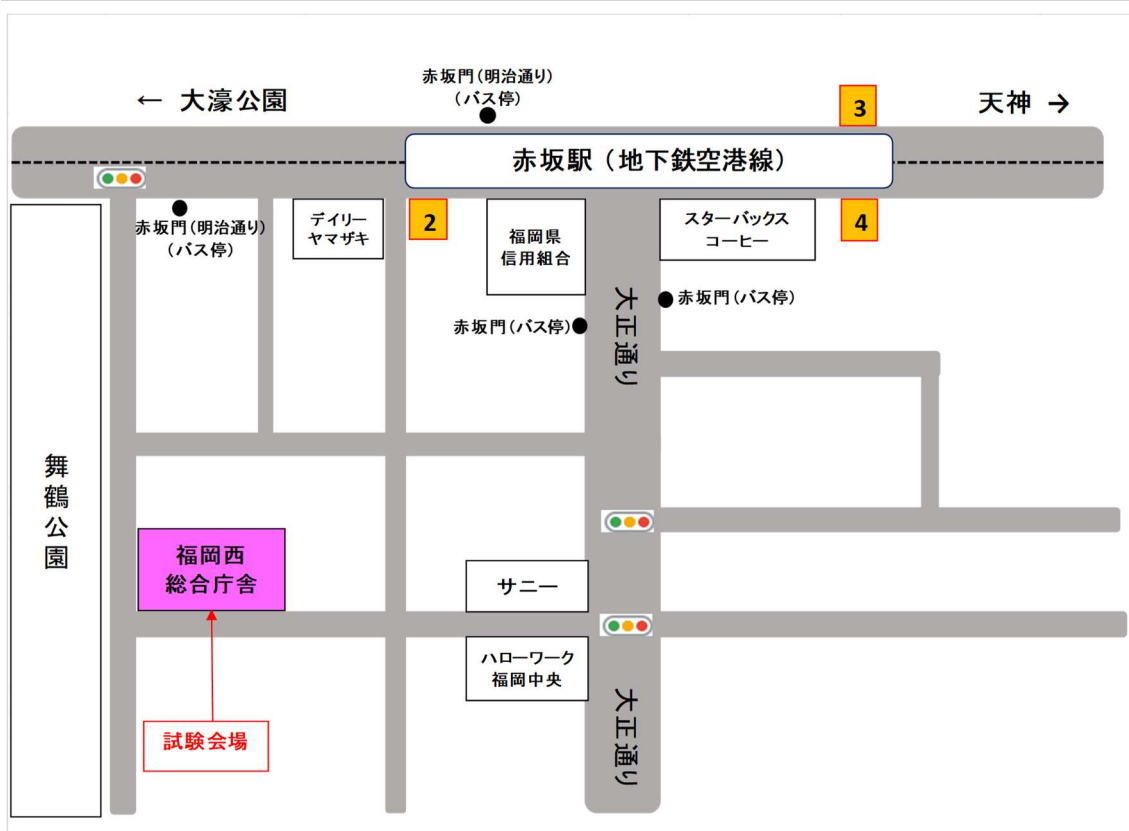 赤坂門(明治通り)
(バス停)
← 大濠公園
3
天神 →
赤坂駅(地下鉄空港線)
赤坂門(明治通り)
(バス停)
デイリー
ヤマザキ
2
福岡県
信用組合
スターバックス
コーヒー
4
赤坂門(バス停)
赤坂門(バス停)
大正通り
舞鶴公園
福岡西
総合庁舎
サニー
ハローワーク
福岡中央
大正通り
試験会場